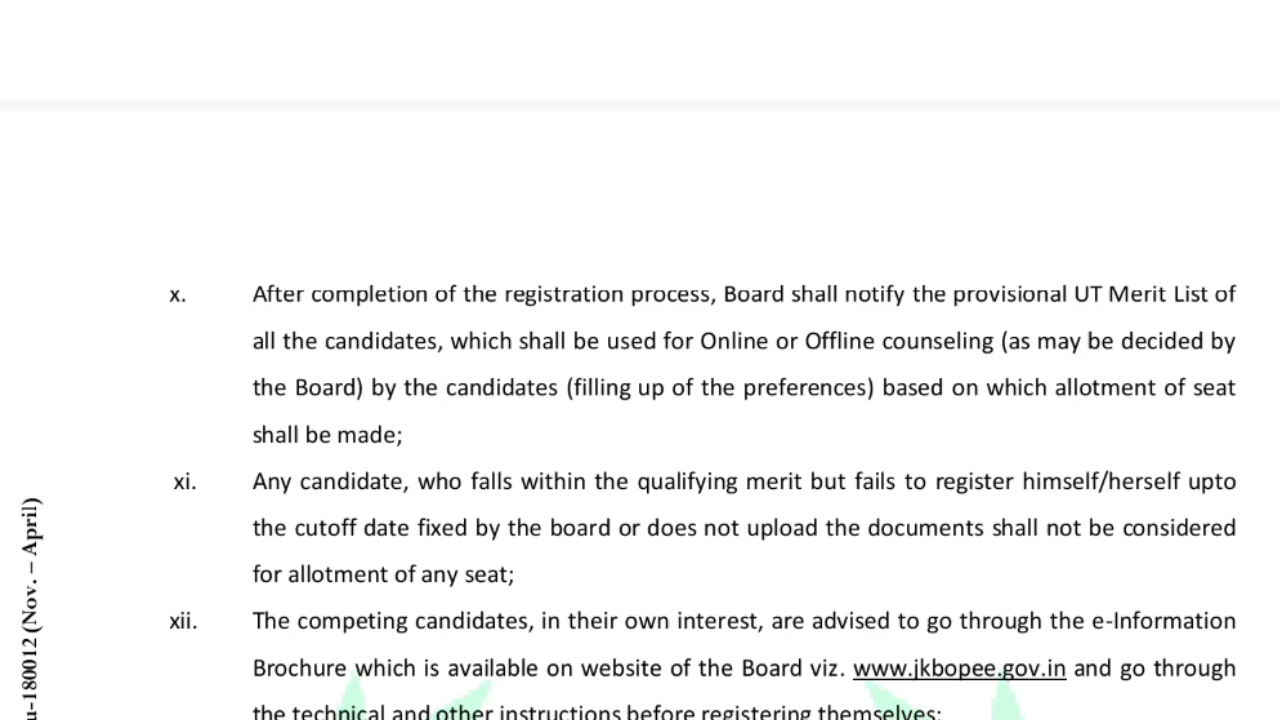 x. After completion of the registration process, Board shall notify the provisional UT Merit List of
all the candidates, which shall be used for Online or Offline counseling (as may be decided by
the Board) by the candidates (filling up of the preferences) based on which allotment of seat
shall be made;
xi. Any candidate, who falls within the qualifying merit but fails to register himself/herself upto
the cutoff date fixed by the board or does not upload the documents shall not be considered
for allotment of any seat;
xii. The competing candidates, in their own interest, are advised to go through the e-Information
Brochure which is available on website of the Board viz. www.jkbopee.gov.in and go through
the technical and other instructions before registering themselves;
u-180012 (Nov. – April)